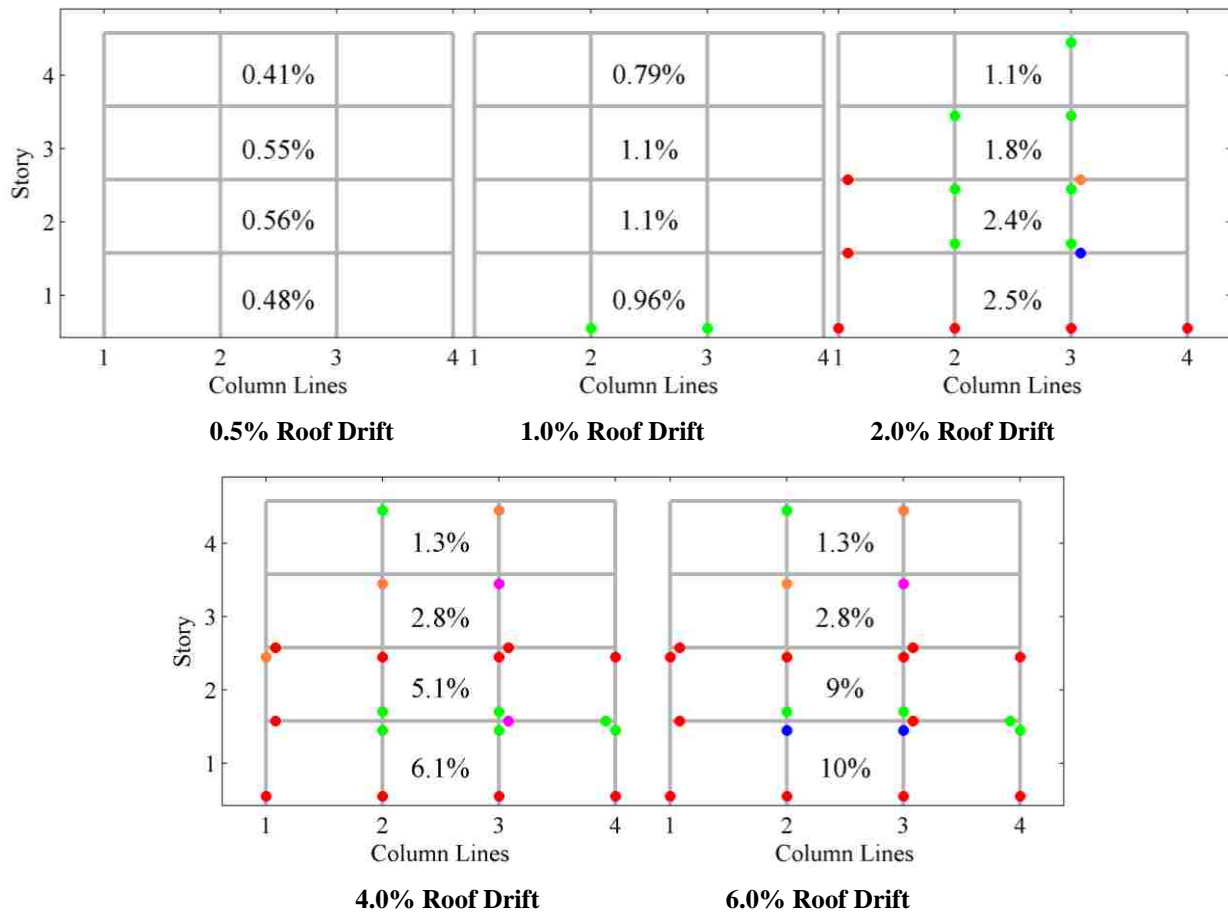 0.41%
0.55%
0.56%
0.48%
4
3
2
1
Story
1 2 3 4
Column Lines
0.5% Roof Drift
0.79%
1.1%
1.1%
0.96%
1 2 3 4
Column Lines
1.0% Roof Drift
1.1%
1.8%
2.4%
2.5%
1 2 3 4
Column Lines
2.0% Roof Drift
1.3%
2.8%
5.1%
6.1%
4
3
2
1
Story
1 2 3 4
Column Lines
4.0% Roof Drift
1.3%
2.8%
9%
10%
1 2 3 4
Column Lines
6.0% Roof Drift